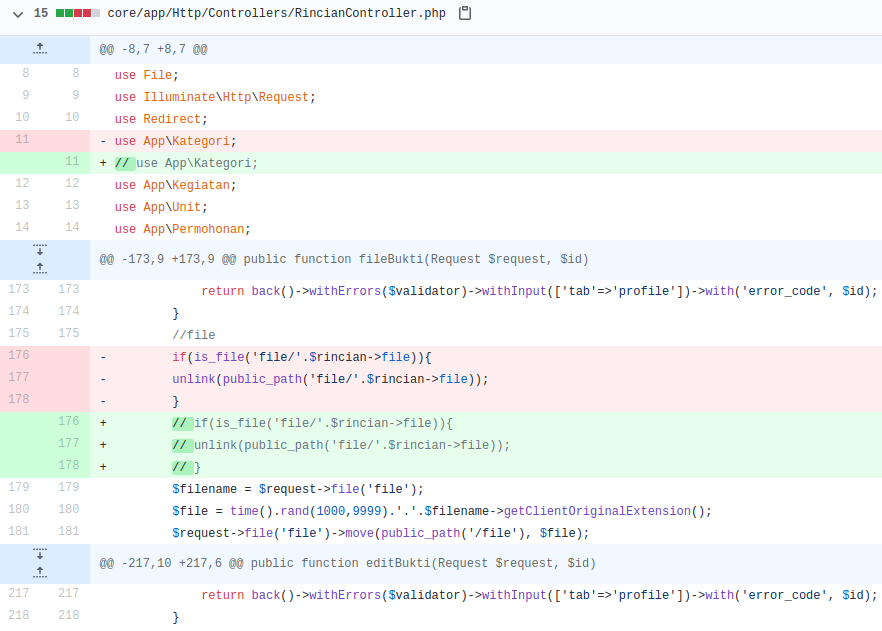 15 core/app/Http/Controllers/RincianController.php
@@ -8,7 +8,7 @@
8 8 use File;
9 9 use Illuminate\Http\Request;
10 10 use Redirect;
11 - use App\Kategori;
11 + // use App\Kategori;
12 12 use App\Kegiatan;
13 13 use App\Unit;
14 14 use App\Permohonan;
@@ -173,9 +173,9 @@ public function fileBukti(Request $request, $id)
173 173 return back()->withErrors($validator)->withInput(['tab'=>'profile'])->with('error_code', $id);
174 174 }
175 175 //file
176 - if(is_file('file/'.$rincian->file)){
177 - unlink(public_path('file/'.$rincian->file));
178 - }
176 + // if(is_file('file/'.$rincian->file)){
177 + // unlink(public_path('file/'.$rincian->file));
178 + // }
179 179 $filename = $request->file('file');
180 180 $file = time().rand(1000,9999).'.'.$filename->getClientOriginalExtension();
181 181 $request->file('file')->move(public_path('/file'), $file);
@@ -217,10 +217,6 @@ public function editBukti(Request $request, $id)
217 217 return back()->withErrors($validator)->withInput(['tab'=>'profile'])->with('error_code', $id);
218 218 }